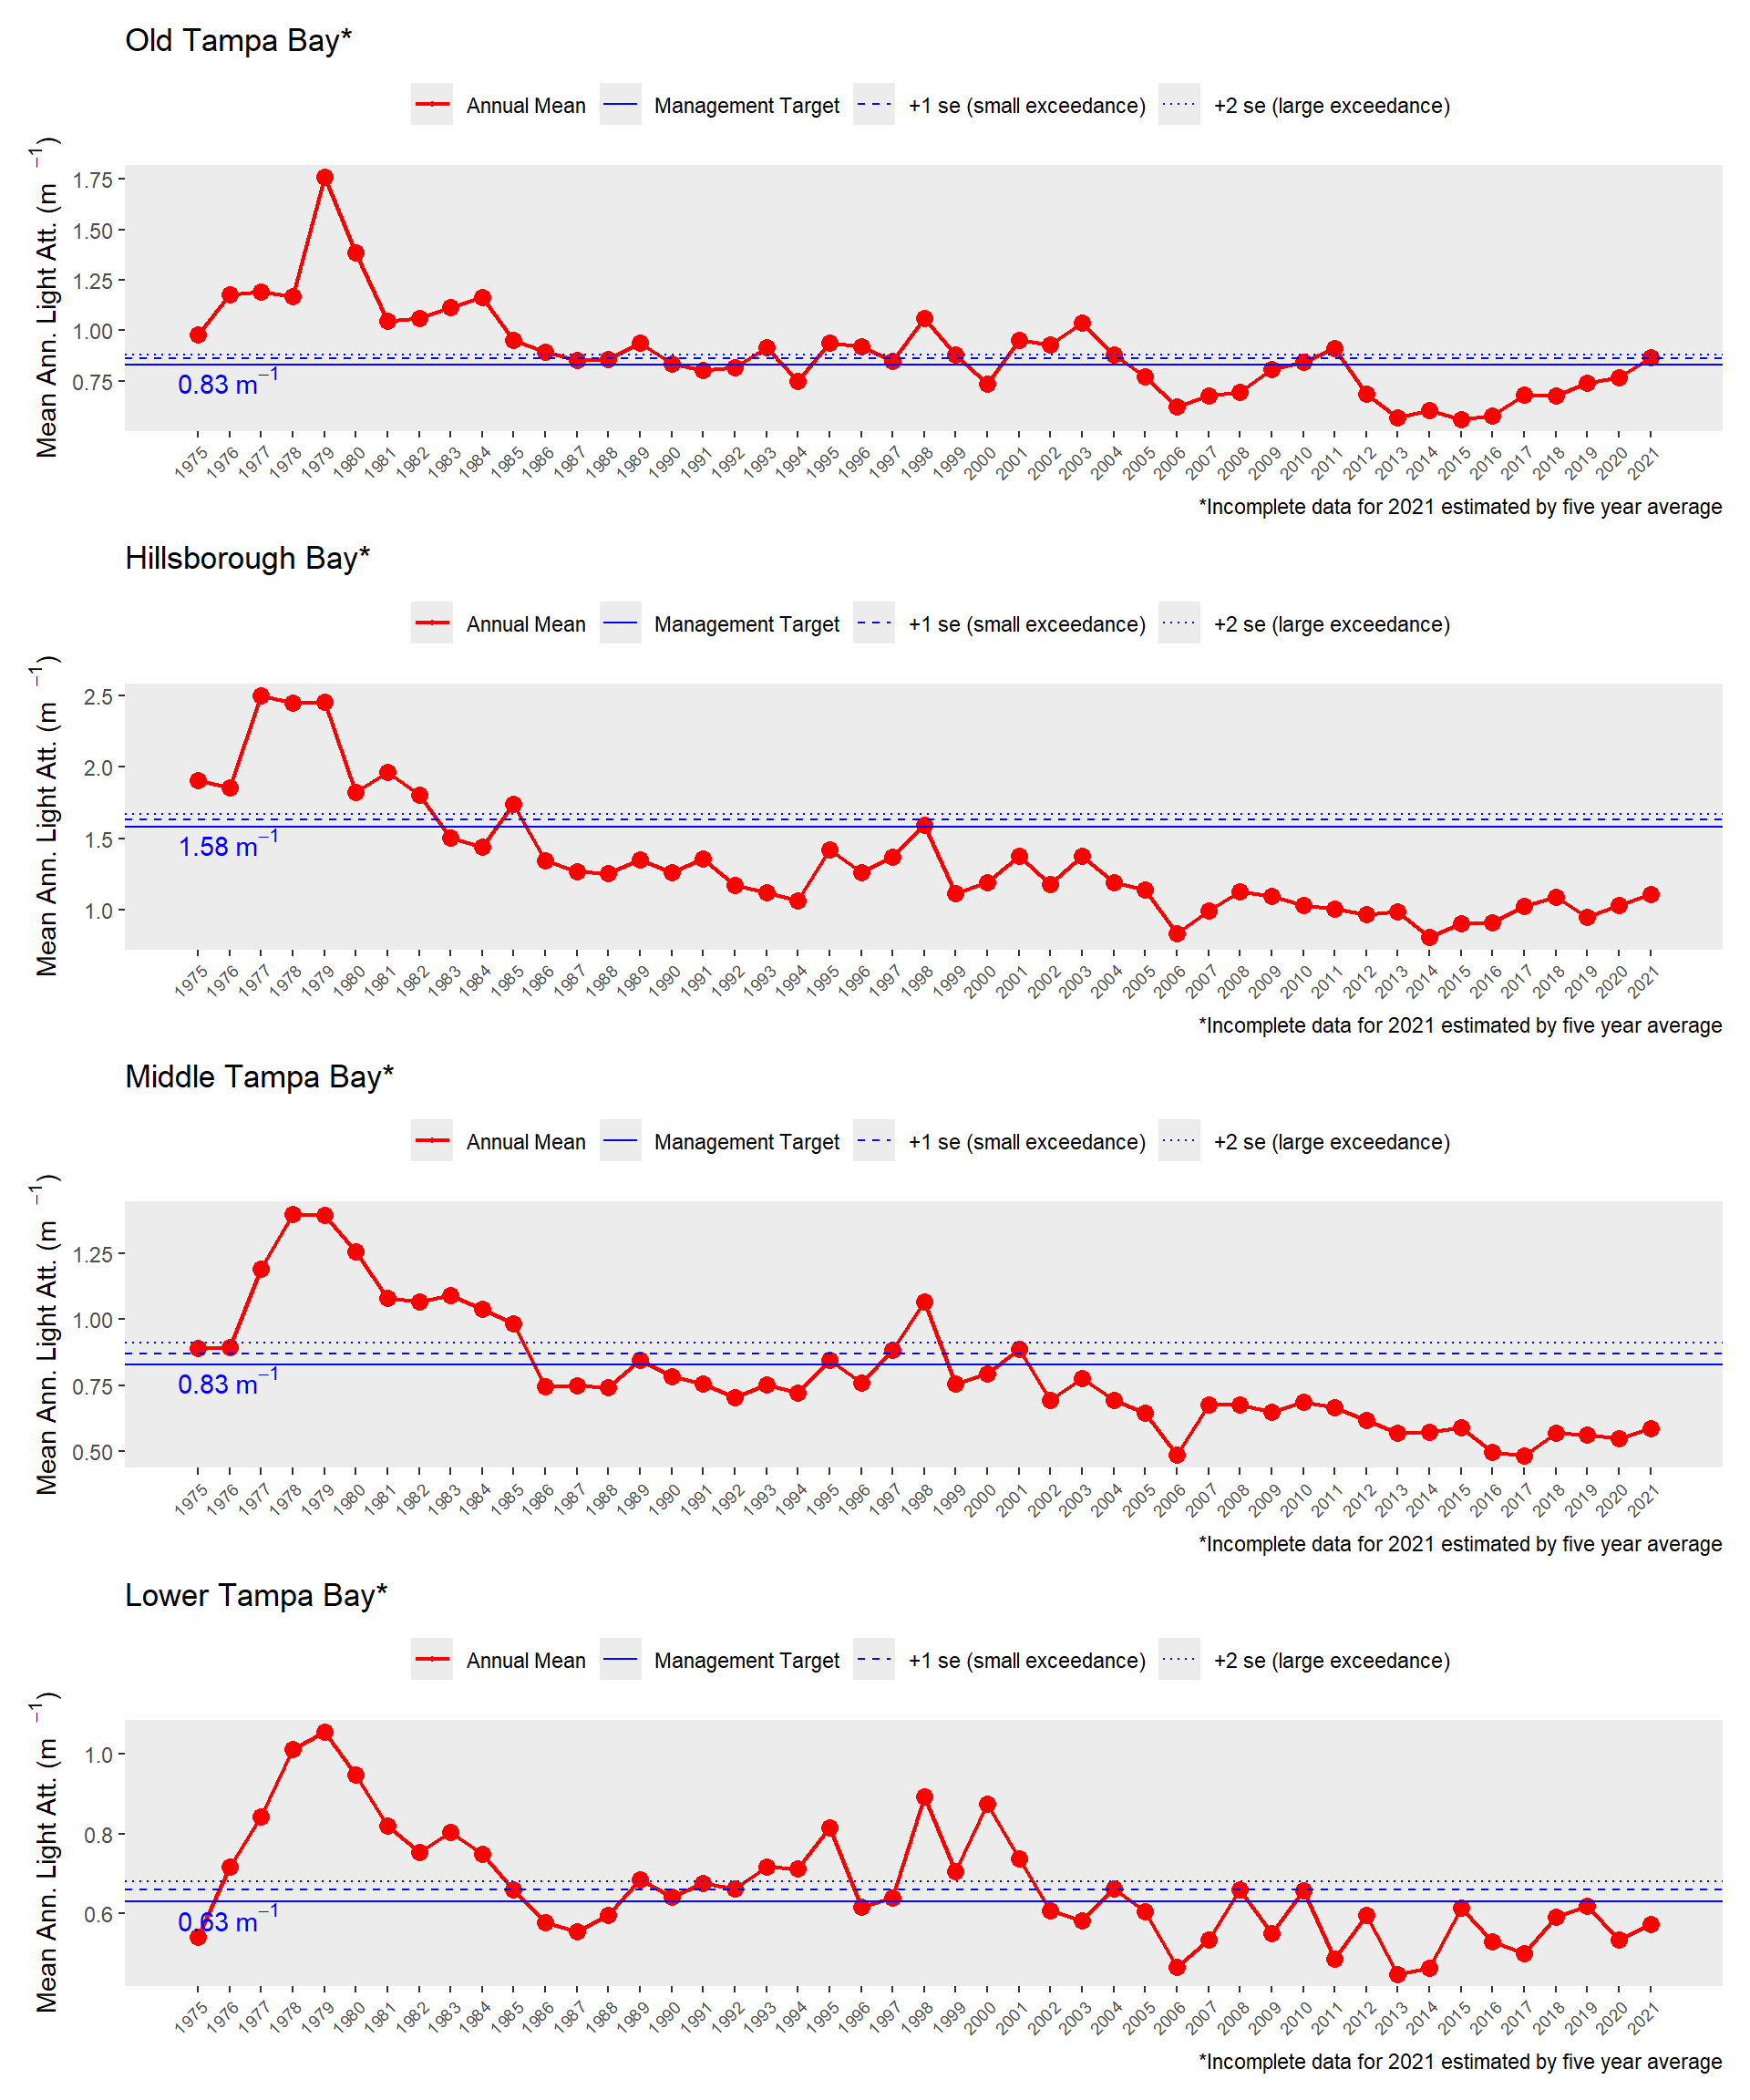 Old Tampa Bay*
Annual Mean Management Target +1 se (small exceedance) +2 se (large exceedance)
Mean Ann. Light Att. (m ⁻¹)
1.75
1.50
1.25
1.00
0.75
0.83 m⁻¹
1975 1976 1977 1978 1979 1980 1981 1982 1983 1984 1985 1986 1987 1988 1989 1990 1991 1992 1993 1994 1995 1996 1997 1998 1999 2000 2001 2002 2003 2004 2005 2006 2007 2008 2009 2010 2011 2012 2013 2014 2015 2016 2017 2018 2019 2020 2021
*Incomplete data for 2021 estimated by five year average
Hillsborough Bay*
Annual Mean Management Target +1 se (small exceedance) +2 se (large exceedance)
Mean Ann. Light Att. (m ⁻¹)
2.5
2.0
1.5
1.0
1.58 m⁻¹
1975 1976 1977 1978 1979 1980 1981 1982 1983 1984 1985 1986 1987 1988 1989 1990 1991 1992 1993 1994 1995 1996 1997 1998 1999 2000 2001 2002 2003 2004 2005 2006 2007 2008 2009 2010 2011 2012 2013 2014 2015 2016 2017 2018 2019 2020 2021
*Incomplete data for 2021 estimated by five year average
Middle Tampa Bay*
Annual Mean Management Target +1 se (small exceedance) +2 se (large exceedance)
Mean Ann. Light Att. (m ⁻¹)
1.25
1.00
0.75
0.50
0.83 m⁻¹
1975 1976 1977 1978 1979 1980 1981 1982 1983 1984 1985 1986 1987 1988 1989 1990 1991 1992 1993 1994 1995 1996 1997 1998 1999 2000 2001 2002 2003 2004 2005 2006 2007 2008 2009 2010 2011 2012 2013 2014 2015 2016 2017 2018 2019 2020 2021
*Incomplete data for 2021 estimated by five year average
Lower Tampa Bay*
Annual Mean Management Target +1 se (small exceedance) +2 se (large exceedance)
Mean Ann. Light Att. (m ⁻¹)
1.0
0.8
0.6
0.63 m⁻¹
1975 1976 1977 1978 1979 1980 1981 1982 1983 1984 1985 1986 1987 1988 1989 1990 1991 1992 1993 1994 1995 1996 1997 1998 1999 2000 2001 2002 2003 2004 2005 2006 2007 2008 2009 2010 2011 2012 2013 2014 2015 2016 2017 2018 2019 2020 2021
*Incomplete data for 2021 estimated by five year average